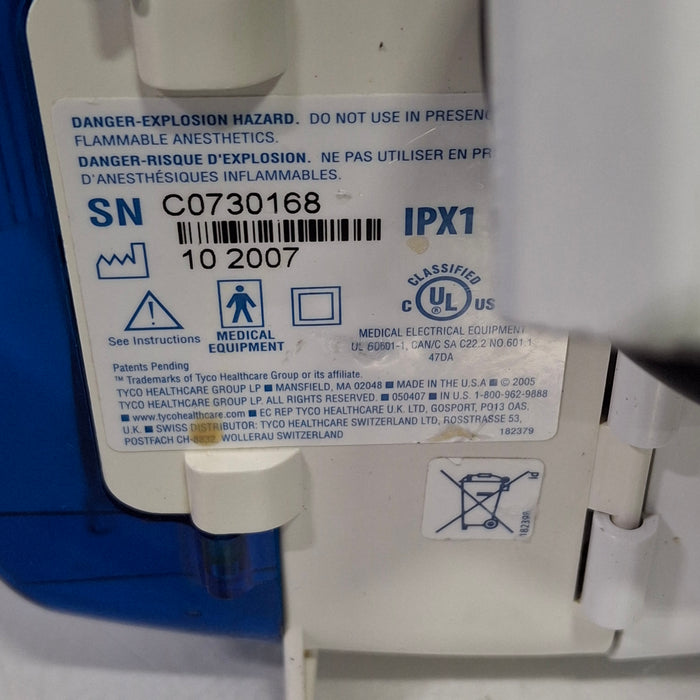 DANGER-EXPLOSION HAZARD. DO NOT USE IN PRESENC
FLAMMABLE ANESTHETICS.
DANGER-RISQUE D'EXPLOSION. NE PAS UTILISER EN PR
D'ANESTHÉSIQUES INFLAMMABLES.
SN C0730168
IPX1
10 2007
See Instructions
MEDICAL
EQUIPMENT
CLASSIFIED
C UL® US
MEDICAL ELECTRICAL EQUIPMENT
UL 60601-1, CAN/C SA C22.2 NO.601.1
47DA
Patents Pending
™ Trademarks of Tyco Healthcare Group or its affiliate.
TYCO HEALTHCARE GROUP LP ■ MANSFIELD, MA 02048 ■ MADE IN THE U.S.A ■ © 2005
TYCO HEALTHCARE GROUP LP. ALL RIGHTS RESERVED. ■ 050407 ■ IN U.S. 1-800-962-9888
■ www.tycohealthcare.com ■ EC REP TYCO HEALTHCARE U.K. LTD, GOSPORT, PO13 OAS,
U.K. ■ SWISS DISTRIBUTOR: TYCO HEALTHCARE SWITZERLAND LTD, ROSSTRASSE 53,
POSTFACH CH-8832, WOLLERAU SWITZERLAND
182379
pl
182398